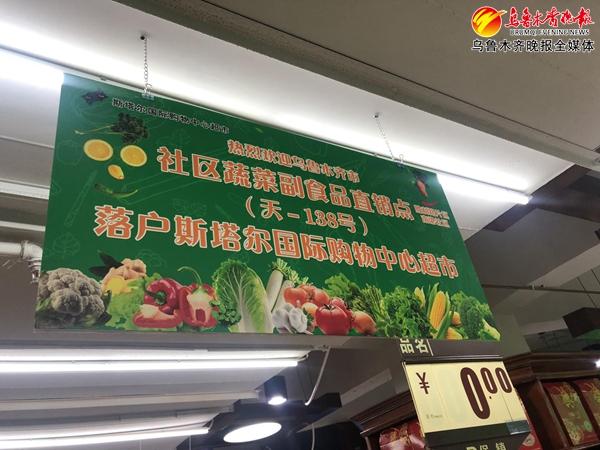 乌鲁木齐晚报
URUMQI EVENING NEWS
乌鲁木齐晚报全媒体
斯塔尔国际购物中心超市
热烈欢迎乌鲁木齐市
社区蔬菜副食品直销点
（天－138号）
落户斯塔尔国际购物中心超市
品名
¥ 0.00